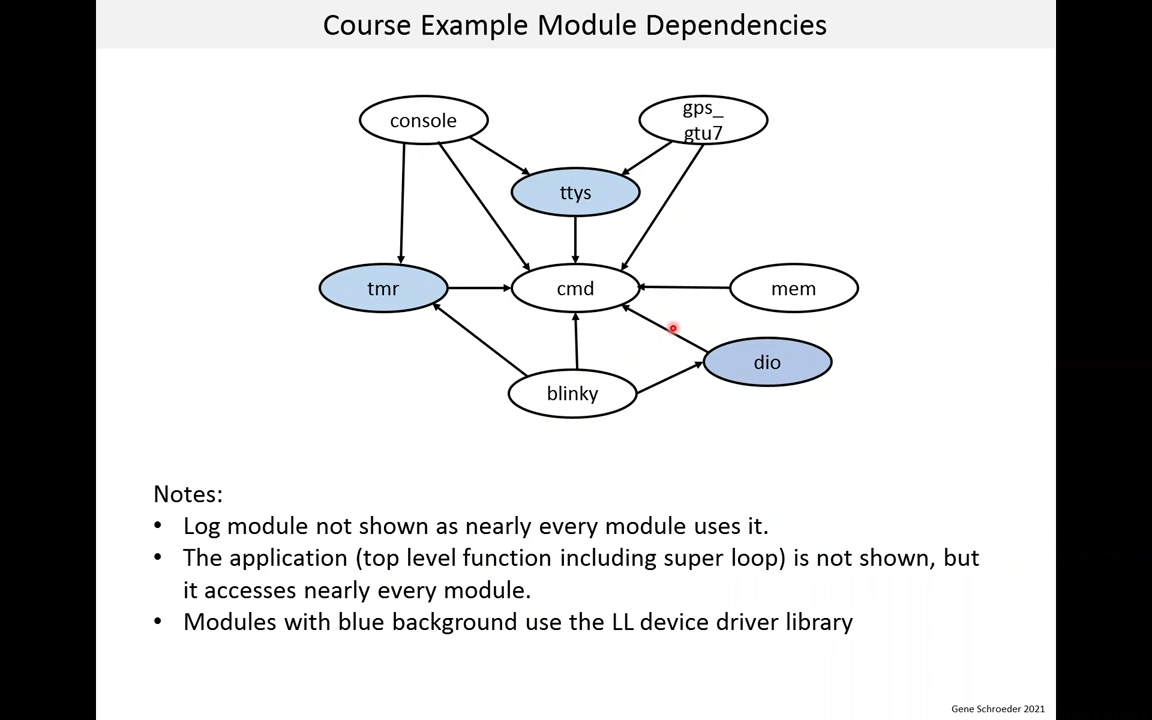 Course Example Module Dependencies
console
gps_
gtu7
ttys
tmr
cmd
mem
dio
blinky
Notes:
• Log module not shown as nearly every module uses it.
• The application (top level function including super loop) is not shown, but
it accesses nearly every module.
• Modules with blue background use the LL device driver library
Gene Schroeder 2021